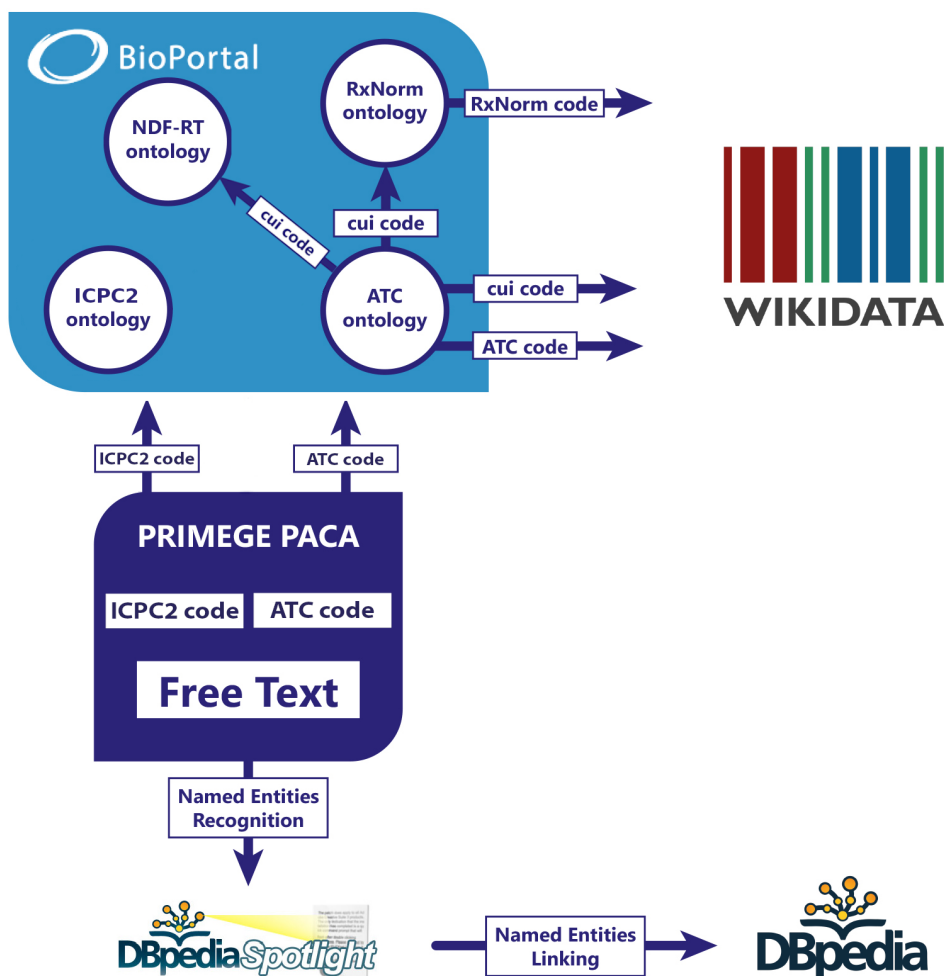 BioPortal
RxNorm
ontology
RxNorm code
NDF-RT
ontology
cui code
cui code
ICPC2
ontology
ATC
ontology
cui code
ATC code
WIKIDATA
ICPC2 code
ATC code
PRIMEGE PACA
ICPC2 code
ATC code
Free Text
Named Entities
Recognition
DBpedia Spotlight
Named Entities
Linking
DBpedia